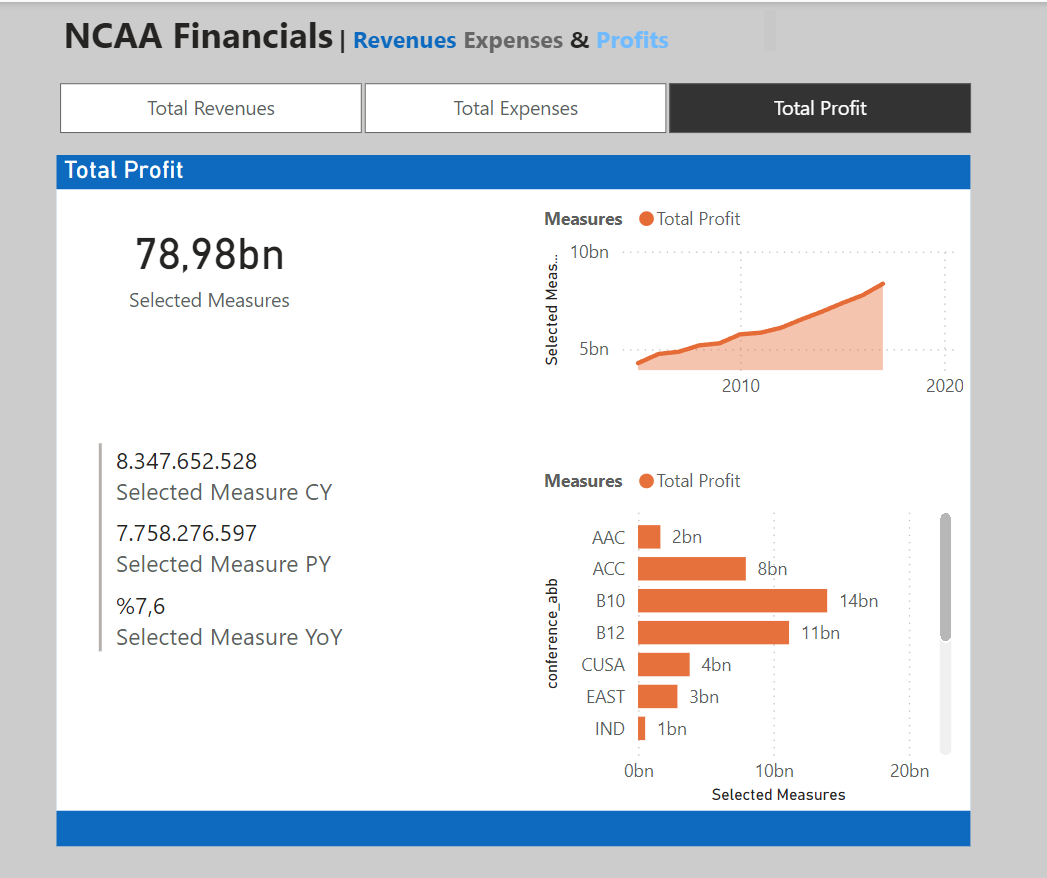 NCAA Financials | Revenues Expenses & Profits
Total Revenues
Total Expenses
Total Profit
Total Profit
78,98bn
Selected Measures
8.347.652.528
Selected Measure CY
7.758.276.597
Selected Measure PY
%7,6
Selected Measure YoY
Measures Total Profit
Selected Meas...
10bn
5bn
2010
2020
Measures Total Profit
conference_abb
AAC 2bn
ACC 8bn
B10 14bn
B12 11bn
CUSA 4bn
EAST 3bn
IND 1bn
0bn 10bn 20bn
Selected Measures